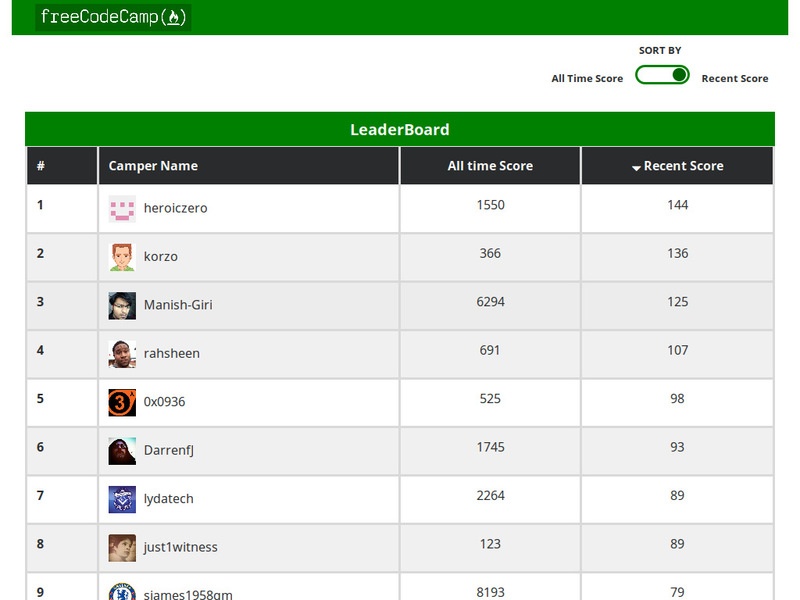 freeCodeCamp(🔥)
SORT BY
All Time Score Recent Score
LeaderBoard
# Camper Name All time Score Recent Score
1 heroiczero 1550 144
2 korzo 366 136
3 Manish-Giri 6294 125
4 rahsheen 691 107
5 0x0936 525 98
6 DarrenfJ 1745 93
7 lydatech 2264 89
8 just1witness 123 89
9 sjames1958gm 8193 79